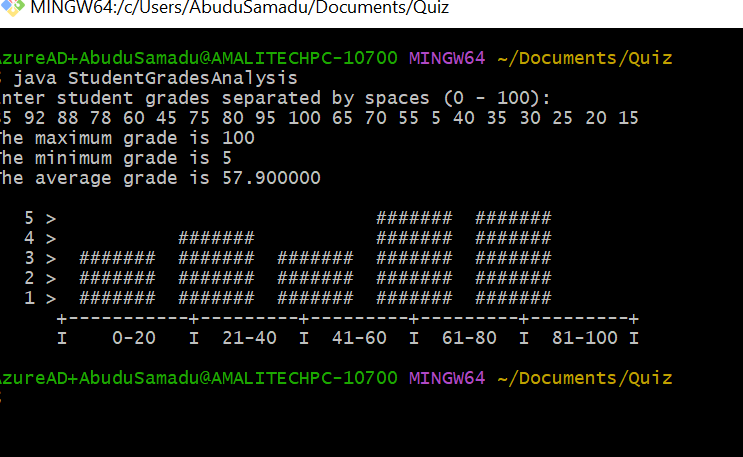 MINGW64:/c/Users/AbuduSamadu/Documents/Quiz
AzureAD+AbuduSamadu@AMALITECHPC-10700 MINGW64 ~/Documents/Quiz
$ java StudentGradesAnalysis
Enter student grades separated by spaces (0 - 100):
85 92 88 78 60 45 75 80 95 100 65 70 55 5 40 35 30 25 20 15
The maximum grade is 100
The minimum grade is 5
The average grade is 57.900000
   5 >                                 #######  #######
   4 >             #######             #######  #######
   3 >  #######  #######  #######  #######  #######
   2 >  #######  #######  #######  #######  #######
   1 >  #######  #######  #######  #######  #######
      +-----------+---------+---------+---------+---------+
      I    0-20   I  21-40  I  41-60  I  61-80  I  81-100 I
AzureAD+AbuduSamadu@AMALITECHPC-10700 MINGW64 ~/Documents/Quiz
$